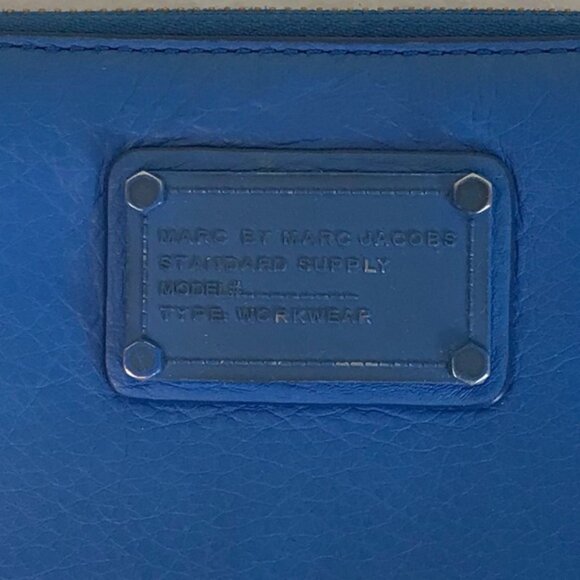 MARC BY MARC JACOBS
STANDARD SUPPLY
MODEL#
TYPE: WORKWEAR